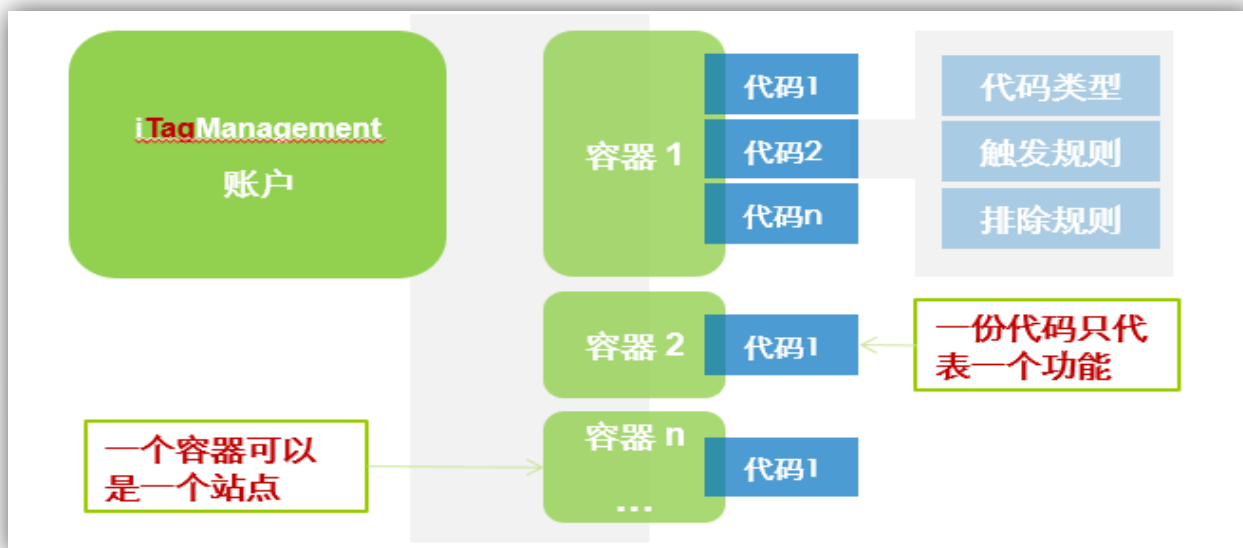 iTagManagement
账户
容器 1
代码1
代码2
代码n
代码类型
触发规则
排除规则
容器 2
代码1
一份代码只代
表一个功能
一个容器可以
是一个站点
容器 n
...
代码1